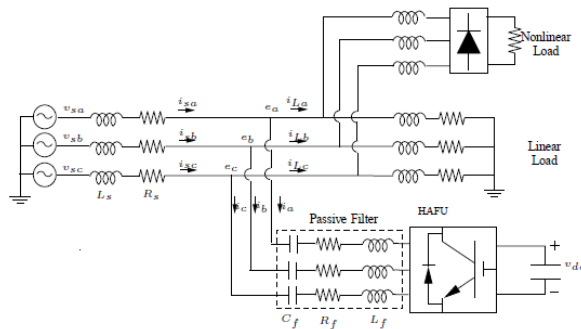 Nonlinear
Load
v_sa
i_sa
e_a
i_La
v_sb
i_sb
e_b
i_Lb
v_sc
i_sc
e_c
i_Lc
Linear
Load
L_s
R_s
i_c
i_b
i_a
Passive Filter
HAFU
+
v_dc
−
C_f
R_f
L_f